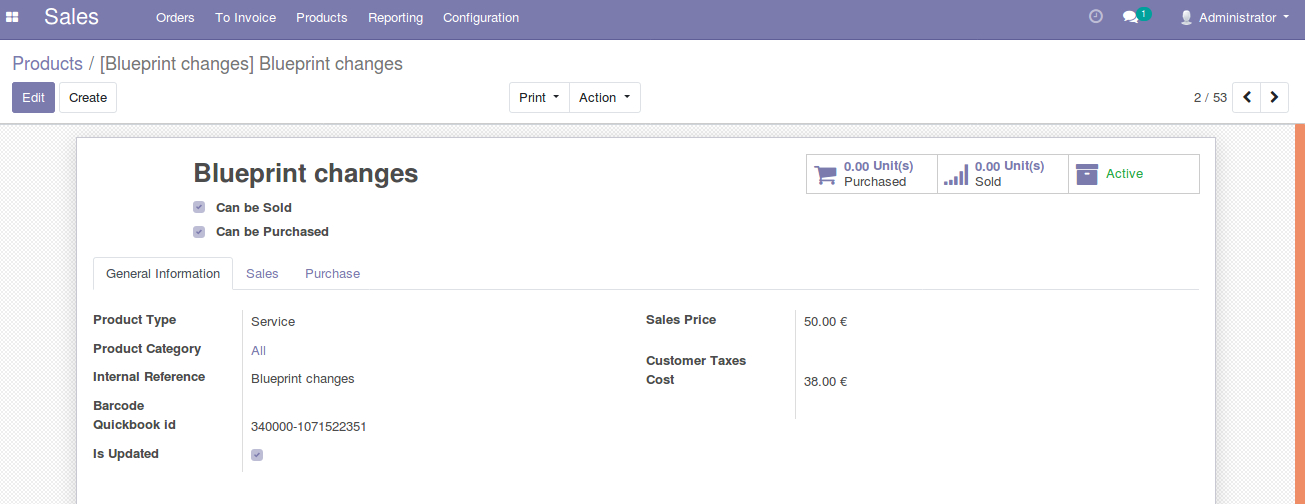 Sales Orders To Invoice Products Reporting Configuration 1 Administrator
Products / [Blueprint changes] Blueprint changes
Edit Create Print Action 2 / 53
Blueprint changes
0.00 Unit(s) Purchased
0.00 Unit(s) Sold
Active
Can be Sold
Can be Purchased
General Information Sales Purchase
Product Type Service
Product Category All
Internal Reference Blueprint changes
Barcode
Quickbook id 340000-1071522351
Is Updated
Sales Price 50.00 €
Customer Taxes
Cost 38.00 €